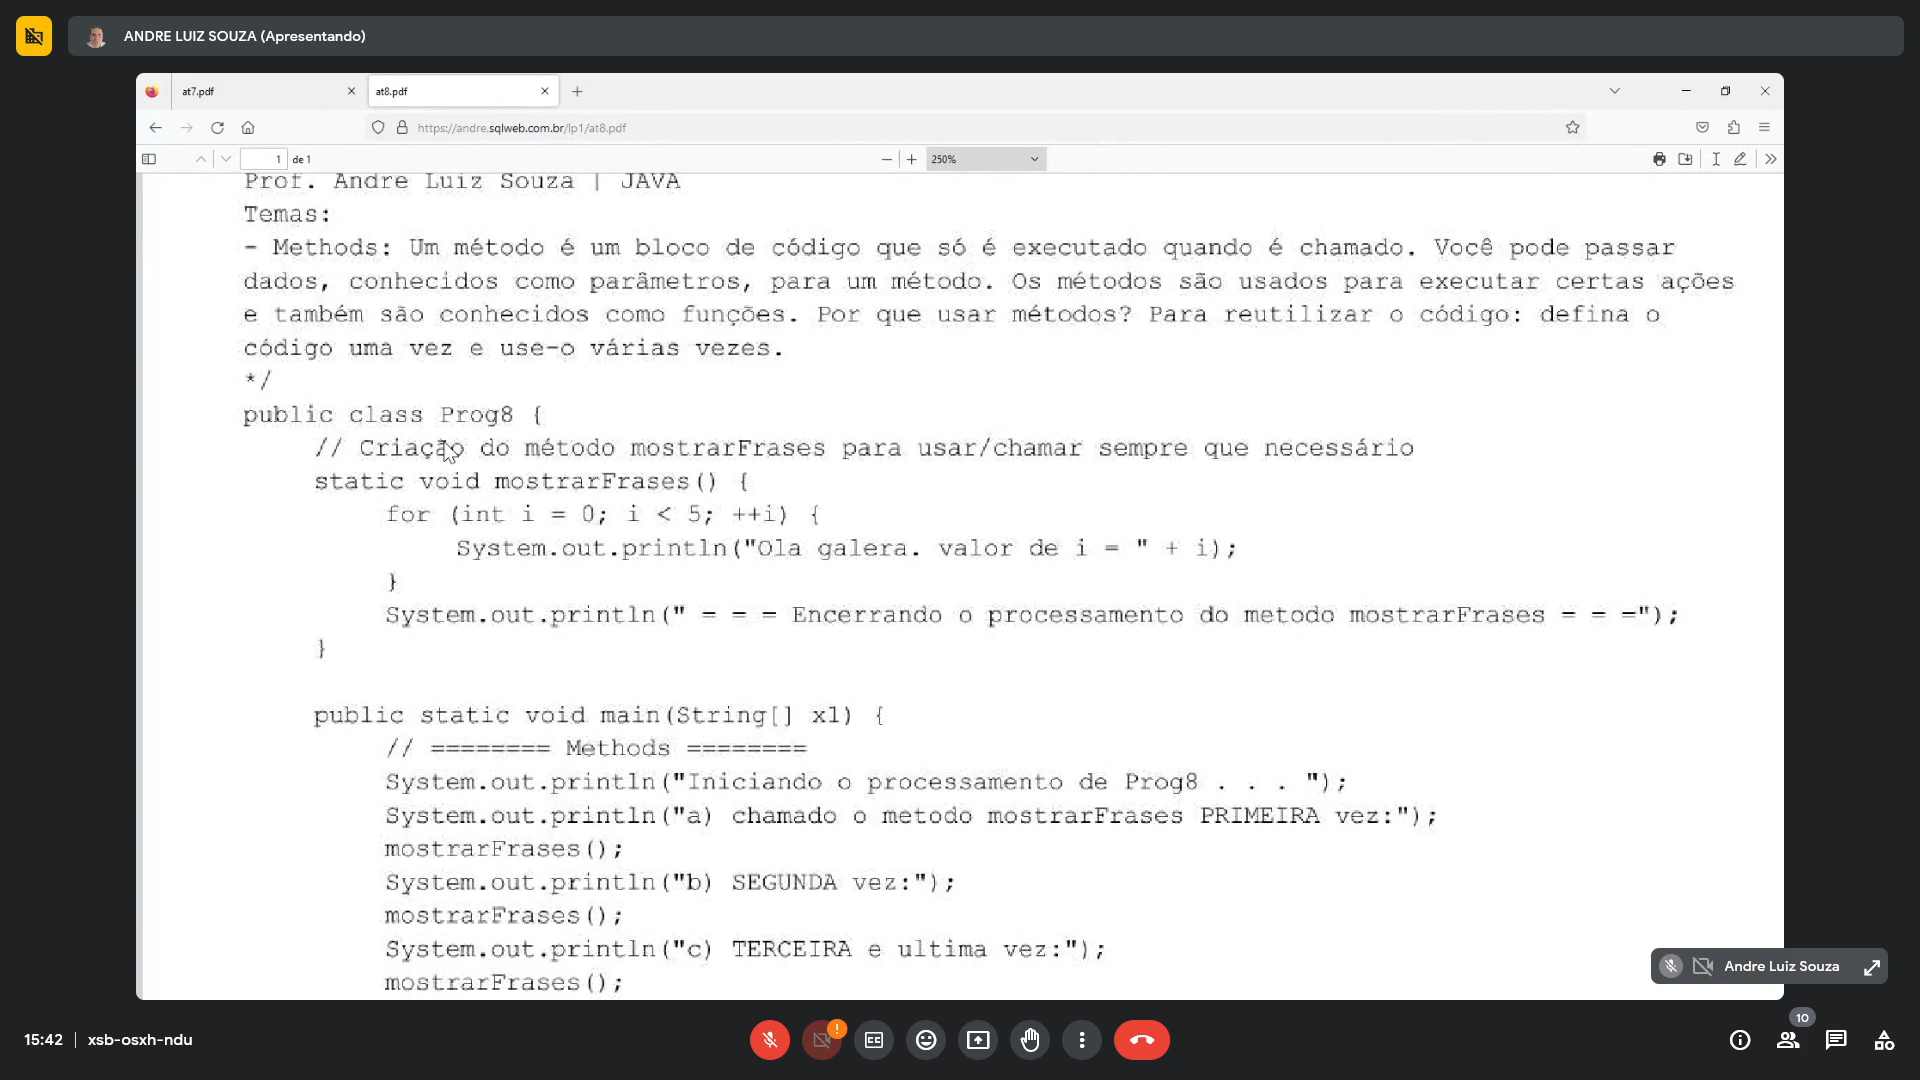 ANDRE LUIZ SOUZA (Apresentando)
at7.pdf
at8.pdf
https://andre.sqlweb.com.br/lp1/at8.pdf
1 de 1
250%
Prof. Andre Luiz Souza | JAVA
Temas:
- Methods: Um método é um bloco de código que só é executado quando é chamado. Você pode passar
dados, conhecidos como parâmetros, para um método. Os métodos são usados para executar certas ações
e também são conhecidos como funções. Por que usar métodos? Para reutilizar o código: defina o
código uma vez e use-o várias vezes.
*/
public class Prog8 {
// Criação do método mostrarFrases para usar/chamar sempre que necessário
static void mostrarFrases() {
for (int i = 0; i < 5; ++i) {
System.out.println("Ola galera. valor de i = " + i);
}
System.out.println(" = = = Encerrando o processamento do metodo mostrarFrases = = =");
}
public static void main(String[] x1) {
// ======== Methods ========
System.out.println("Iniciando o processamento de Prog8 . . . ");
System.out.println("a) chamado o metodo mostrarFrases PRIMEIRA vez:");
mostrarFrases();
System.out.println("b) SEGUNDA vez:");
mostrarFrases();
System.out.println("c) TERCEIRA e ultima vez:");
mostrarFrases();
Andre Luiz Souza
15:42 | xsb-osxh-ndu
10